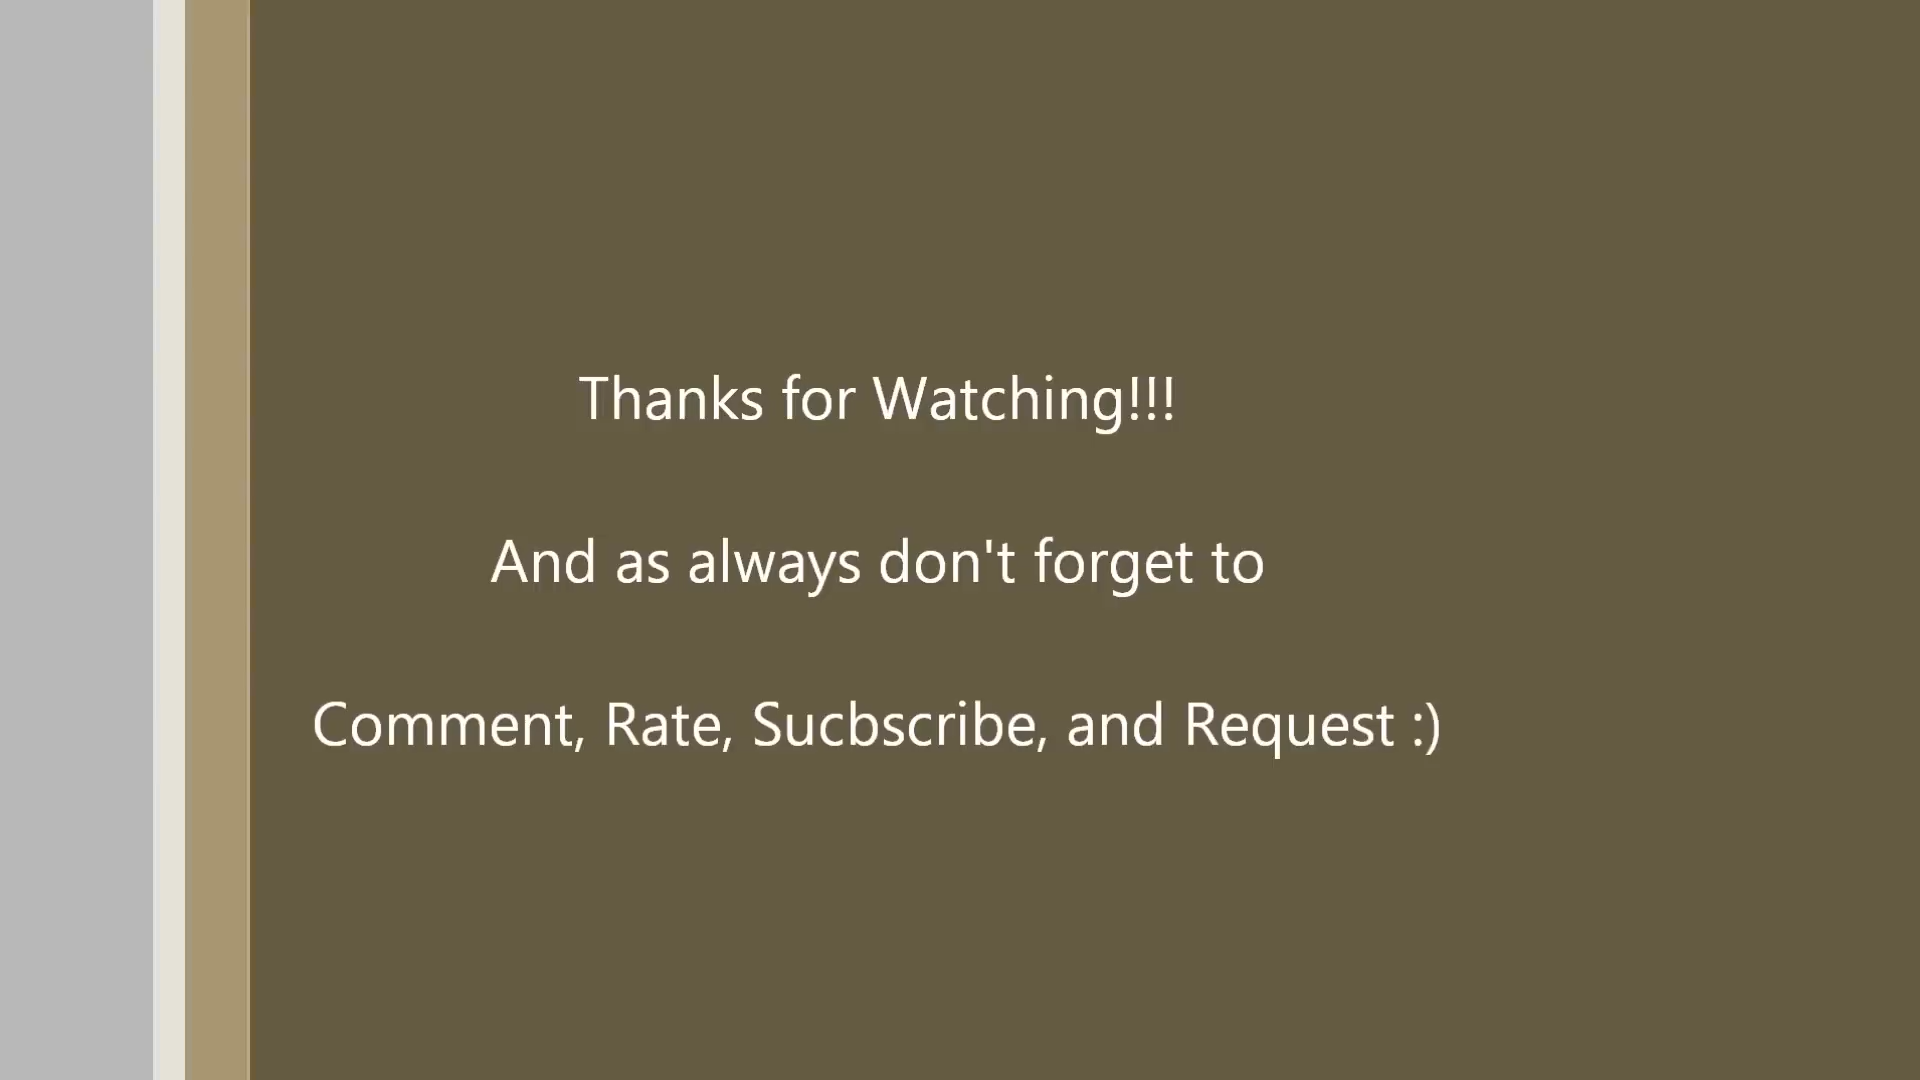 Thanks for Watching!!!
And as always don't forget to
Comment, Rate, Sucbscribe, and Request :)